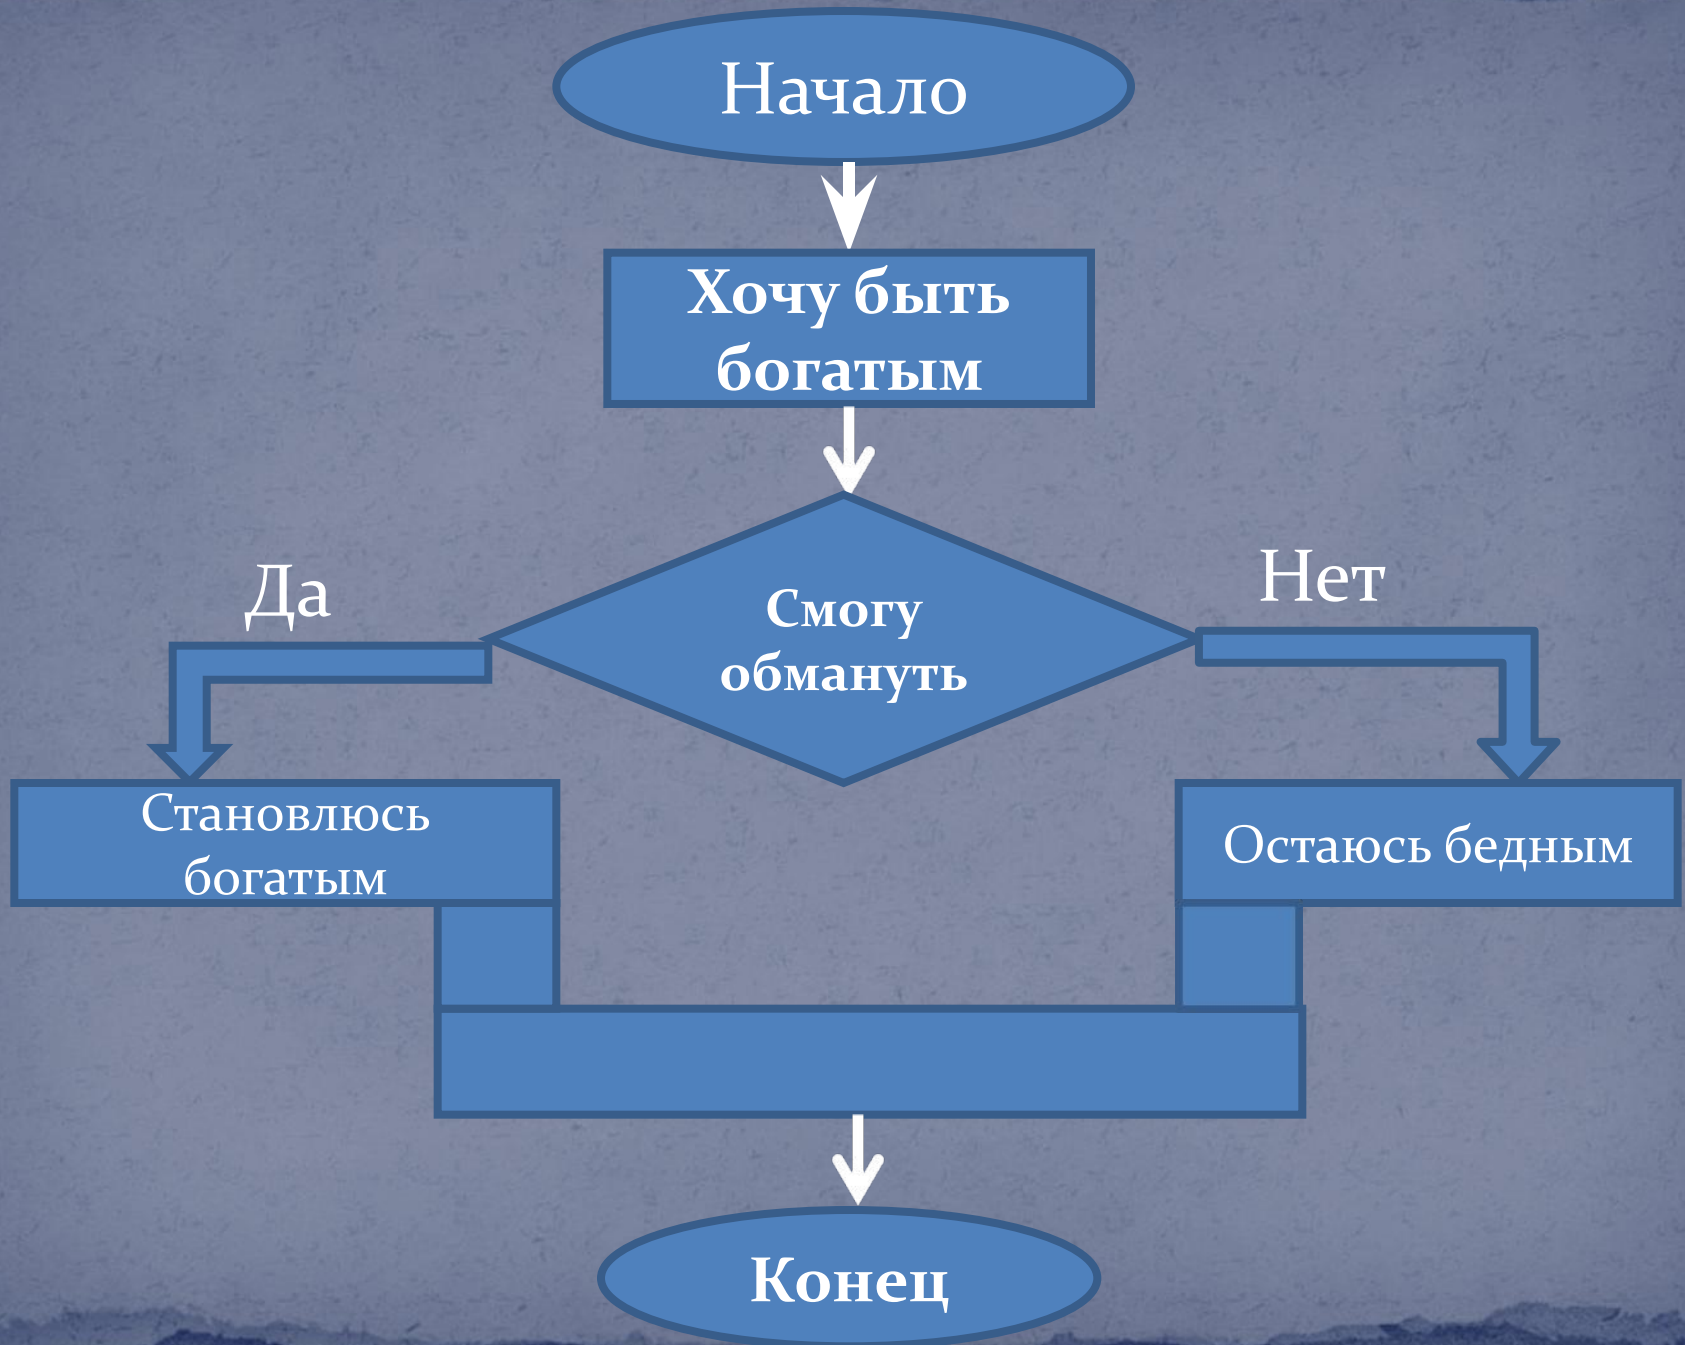 Начало
Хочу быть
богатым
Да
Нет
Смогу
обмануть
Становлюсь
богатым
Остаюсь бедным
Конец